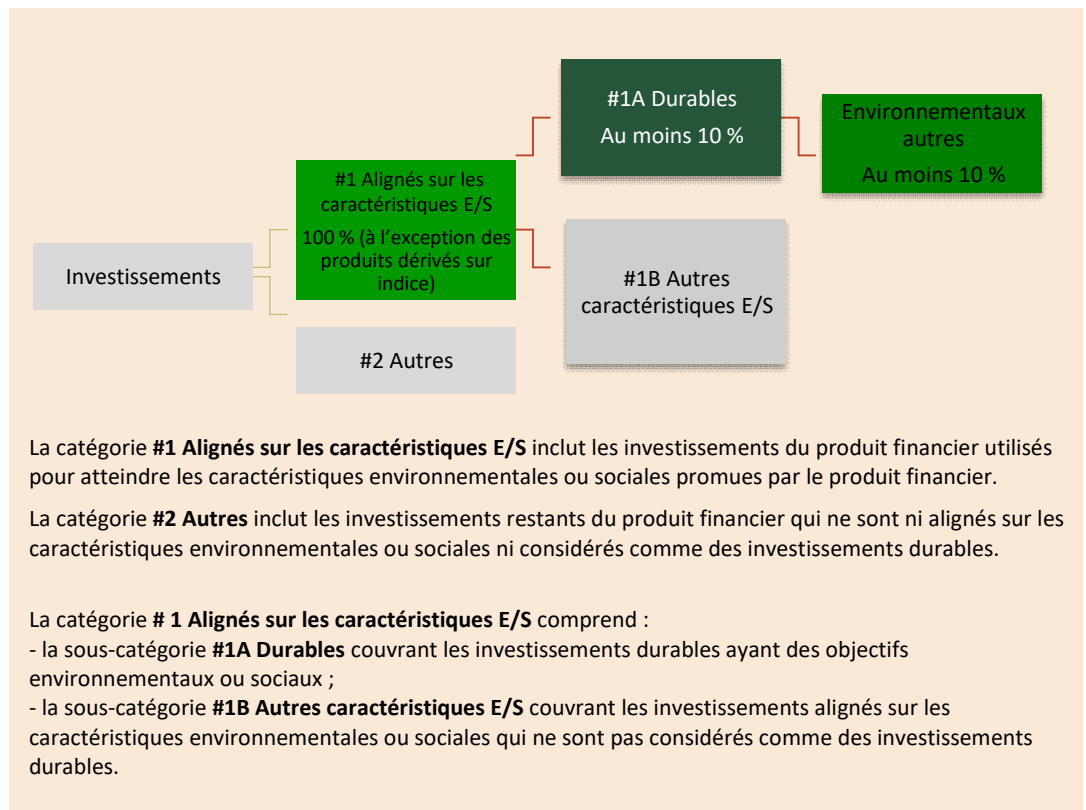 #1A Durables
Au moins 10 %
Environnementaux
autres
Au moins 10 %
#1 Alignés sur les
caractéristiques E/S
100 % (à l’exception des
produits dérivés sur
indice)
Investissements
#1B Autres
caractéristiques E/S
#2 Autres
La catégorie #1 Alignés sur les caractéristiques E/S inclut les investissements du produit financier utilisés
pour atteindre les caractéristiques environnementales ou sociales promues par le produit financier.
La catégorie #2 Autres inclut les investissements restants du produit financier qui ne sont ni alignés sur les
caractéristiques environnementales ou sociales ni considérés comme des investissements durables.
La catégorie # 1 Alignés sur les caractéristiques E/S comprend :
- la sous-catégorie #1A Durables couvrant les investissements durables ayant des objectifs
environnementaux ou sociaux ;
- la sous-catégorie #1B Autres caractéristiques E/S couvrant les investissements alignés sur les
caractéristiques environnementales ou sociales qui ne sont pas considérés comme des investissements
durables.